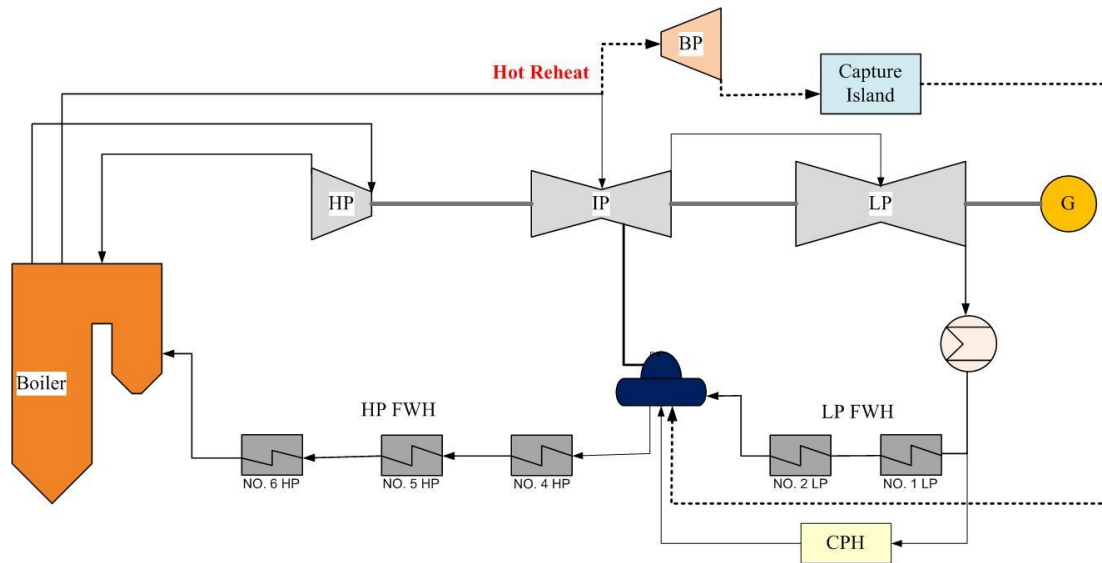 BP
Hot Reheat
Capture
Island
HP
IP
LP
G
Boiler
HP FWH
LP FWH
NO. 6 HP
NO. 5 HP
NO. 4 HP
NO. 2 LP
NO. 1 LP
CPH